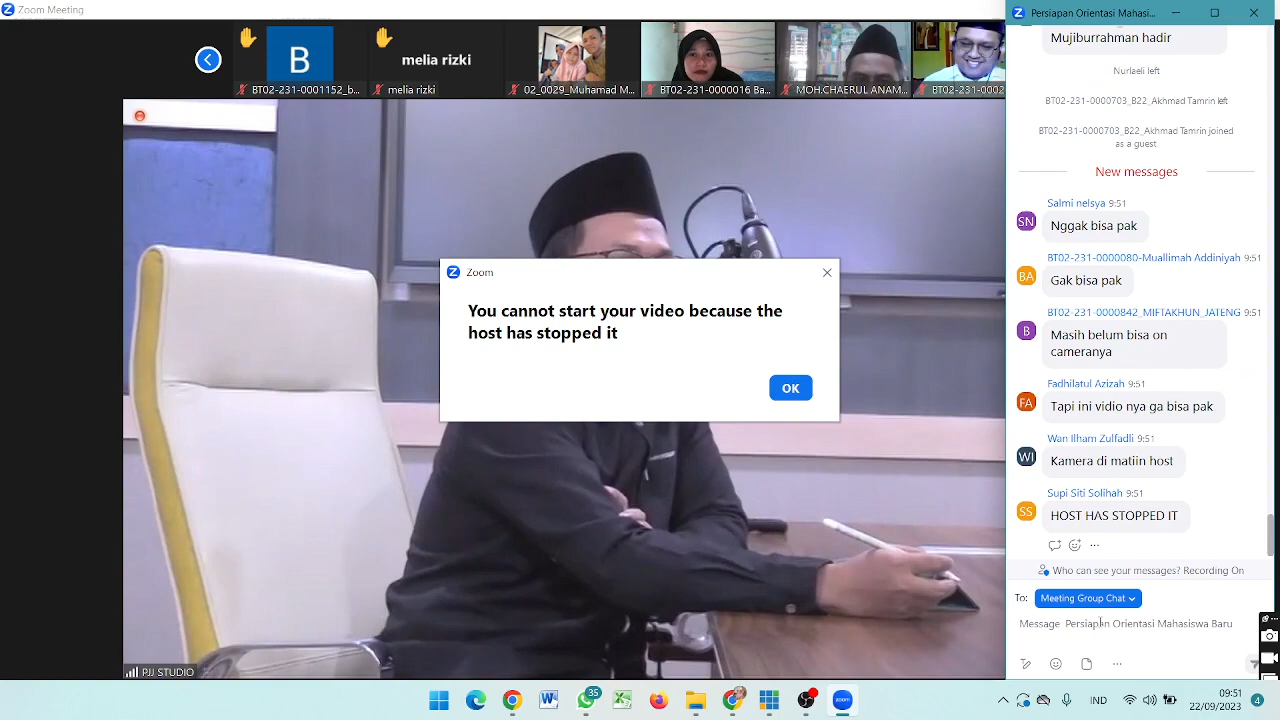 Zoom Meeting
BT02-231-0001152_b...
melia rizki
melia rizki
02_0029_Muhamad M...
BT02-231-0000016 Ba...
MOH.CHAERUL ANAM...
BT02-231-0002
B
PJJ STUDIO
Zoom
You cannot start your video because the
host has stopped it
OK
Persiapan Orientasi M...
Mujiburrahman hadir
Nurlaeli left
BT02-231-0000703_B22_Akhmad Tamrin left
BT02-231-0000703_B22_Akhmad Tamrin joined
as a guest
New messages
Salmi nelsya 9:51
SN
Nggak bisa pak
BT02-231-0000080-Muallimah Addiniyah 9:51
BA
Gak bisa pak
BT02-231-0000822_MIFTAKHUN_JATENG 9:51
B
Masih belum bisa on
cameranya
Fadhilatul Azizah 9:51
FA
Tapi ini vidio nya ga bisa pak
Wan Ilham Zulfadli 9:51
WI
Kamera di matiin host
Supi Siti Solihah 9:51
SS
HOST HAS STOPPED IT
Who can see your messages? Recording On
To: Meeting Group Chat
Message Persiapan Orientasi Mahasiswa Baru
35
zoom
IND
09:51
22/09/2023
4